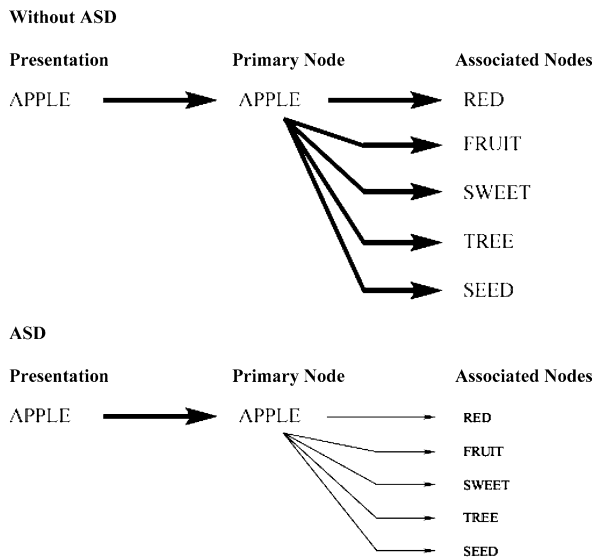 Without ASD
Presentation Primary Node Associated Nodes
APPLE APPLE RED
FRUIT
SWEET
TREE
SEED
ASD
Presentation Primary Node Associated Nodes
APPLE APPLE RED
FRUIT
SWEET
TREE
SEED